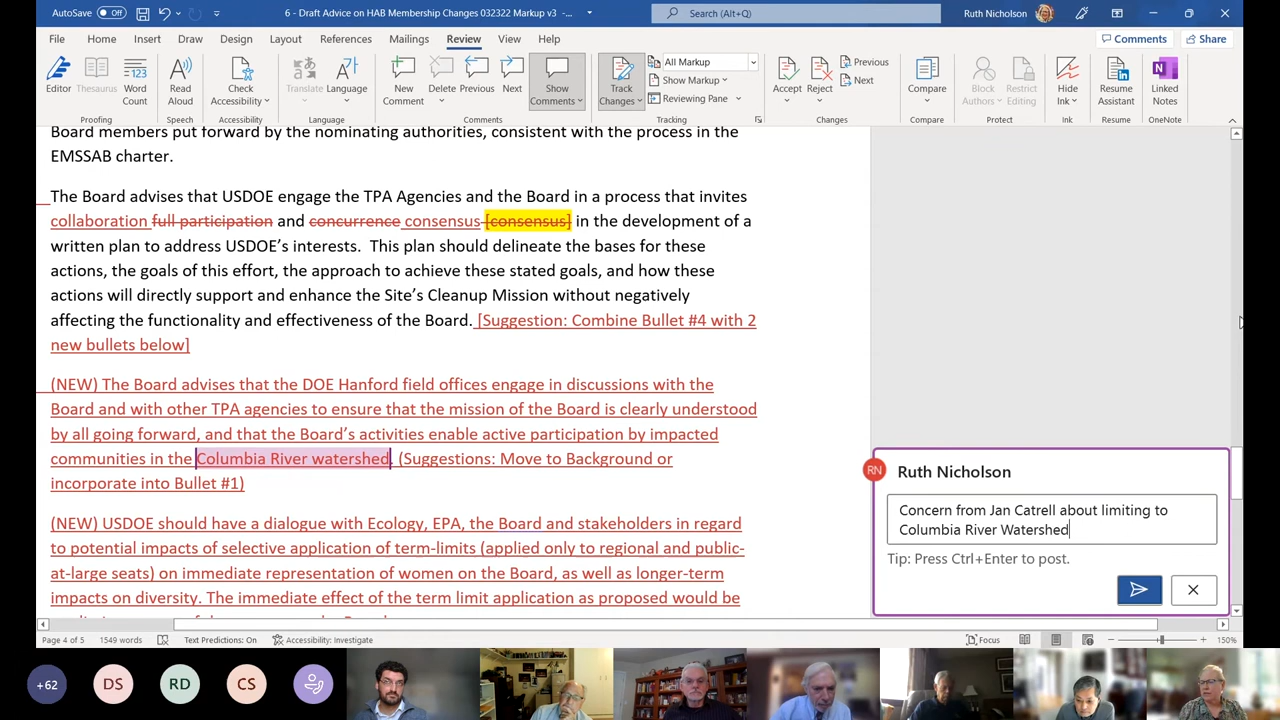 AutoSave Off
6 - Draft Advice on HAB Membership Changes 032322 Markup v3 -...
Search (Alt+Q)
Ruth Nicholson
File Home Insert Draw Design Layout References Mailings Review View Help
Comments Share
Editor Thesaurus Word Count
Read Aloud
Check Accessibility
Translate Language
New Comment Delete Previous Next Show Comments
Track Changes All Markup
Show Markup
Reviewing Pane
Accept Reject Previous
Next
Compare
Block Authors Restrict Editing
Hide Ink
Resume Assistant
Linked Notes
Proofing Speech Accessibility Language Comments Tracking Changes Compare Protect Ink Resume OneNote
Board members put forward by the nominating authorities, consistent with the process in the
EMSSAB charter.
The Board advises that USDOE engage the TPA Agencies and the Board in a process that invites
collaboration full participation and concurrence consensus [consensus] in the development of a
written plan to address USDOE's interests. This plan should delineate the bases for these
actions, the goals of this effort, the approach to achieve these stated goals, and how these
actions will directly support and enhance the Site's Cleanup Mission without negatively
affecting the functionality and effectiveness of the Board. [Suggestion: Combine Bullet #4 with 2
new bullets below]
(NEW) The Board advises that the DOE Hanford field offices engage in discussions with the
Board and with other TPA agencies to ensure that the mission of the Board is clearly understood
by all going forward, and that the Board's activities enable active participation by impacted
communities in the Columbia River watershed. (Suggestions: Move to Background or
incorporate into Bullet #1)
(NEW) USDOE should have a dialogue with Ecology, EPA, the Board and stakeholders in regard
to potential impacts of selective application of term-limits (applied only to regional and public-
at-large seats) on immediate representation of women on the Board, as well as longer-term
impacts on diversity. The immediate effect of the term limit application as proposed would be
RN Ruth Nicholson
Concern from Jan Catrell about limiting to
Columbia River Watershed
Tip: Press Ctrl+Enter to post.
Page 4 of 5 1549 words Text Predictions: On Accessibility: Investigate Focus 150%
+62 DS RD CS